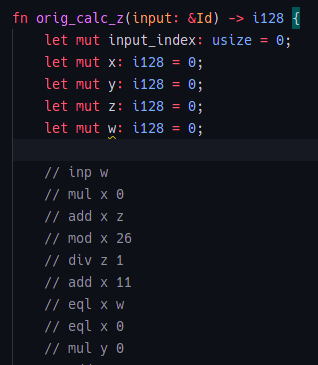 fn orig_calc_z(input: &Id) -> i128 {
let mut input_index: usize = 0;
let mut x: i128 = 0;
let mut y: i128 = 0;
let mut z: i128 = 0;
let mut w: i128 = 0;
// inp w
// mul x 0
// add x z
// mod x 26
// div z 1
// add x 11
// eql x w
// eql x 0
// mul y 0